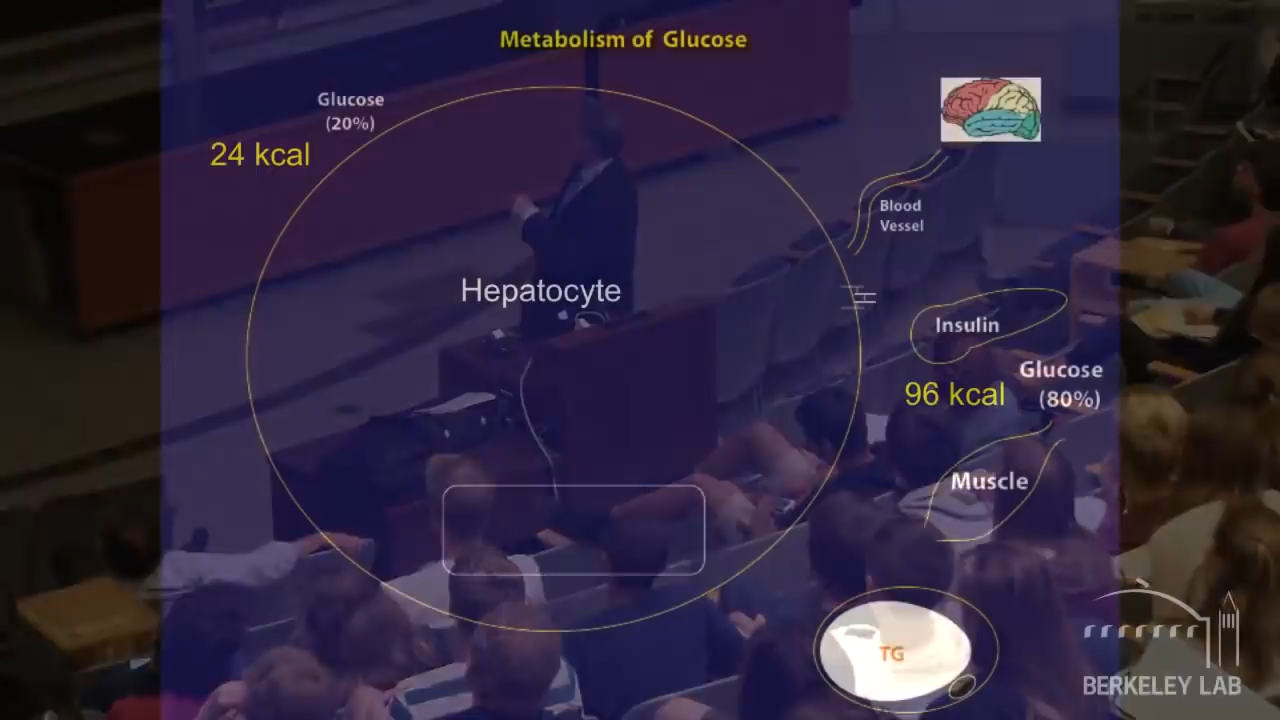 Metabolism of Glucose
Glucose
(20%)
24 kcal
Blood
Vessel
Hepatocyte
Insulin
Glucose
(80%)
96 kcal
Muscle
TG
BERKELEY LAB